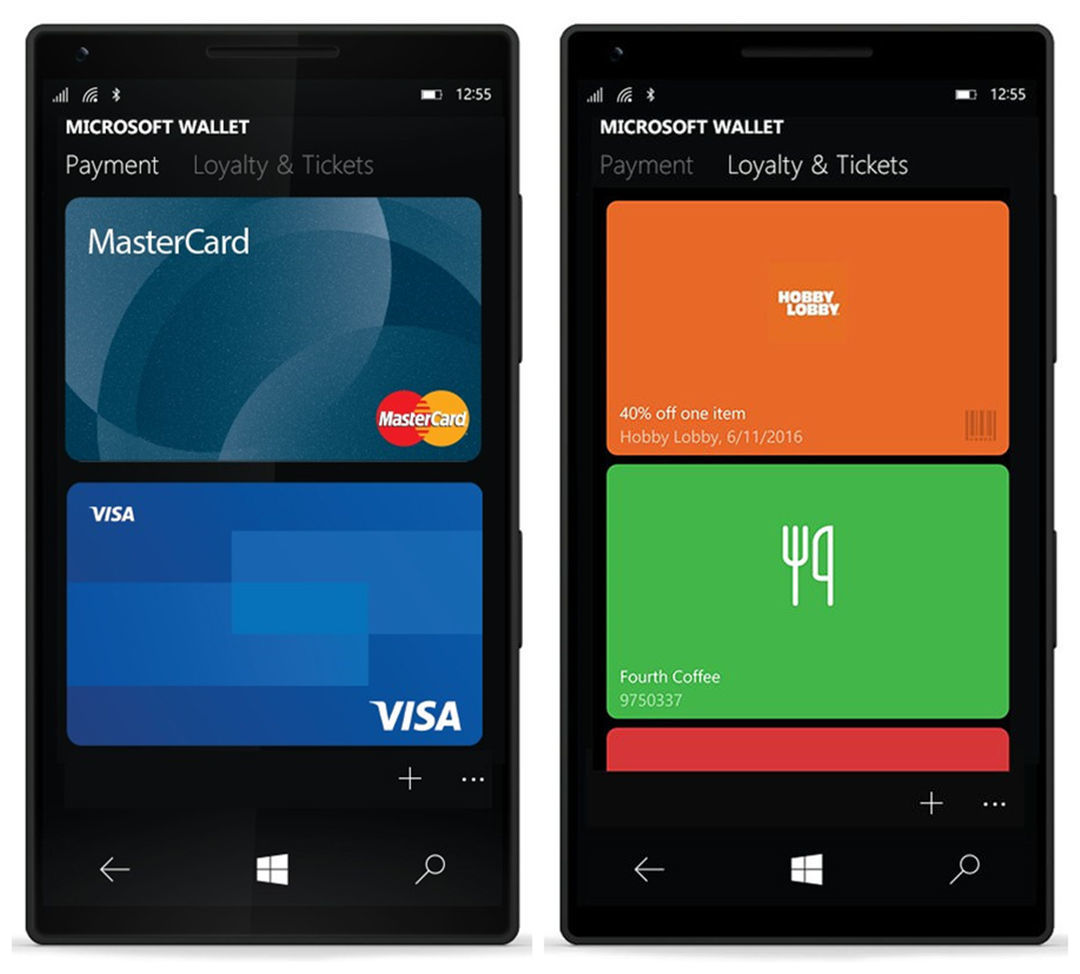 12:55
MICROSOFT WALLET
Payment Loyalty & Tickets
MasterCard
MasterCard
VISA
VISA
12:55
MICROSOFT WALLET
Payment Loyalty & Tickets
HOBBY
LOBBY
40% off one item
Hobby Lobby, 6/11/2016
Fourth Coffee
9750337